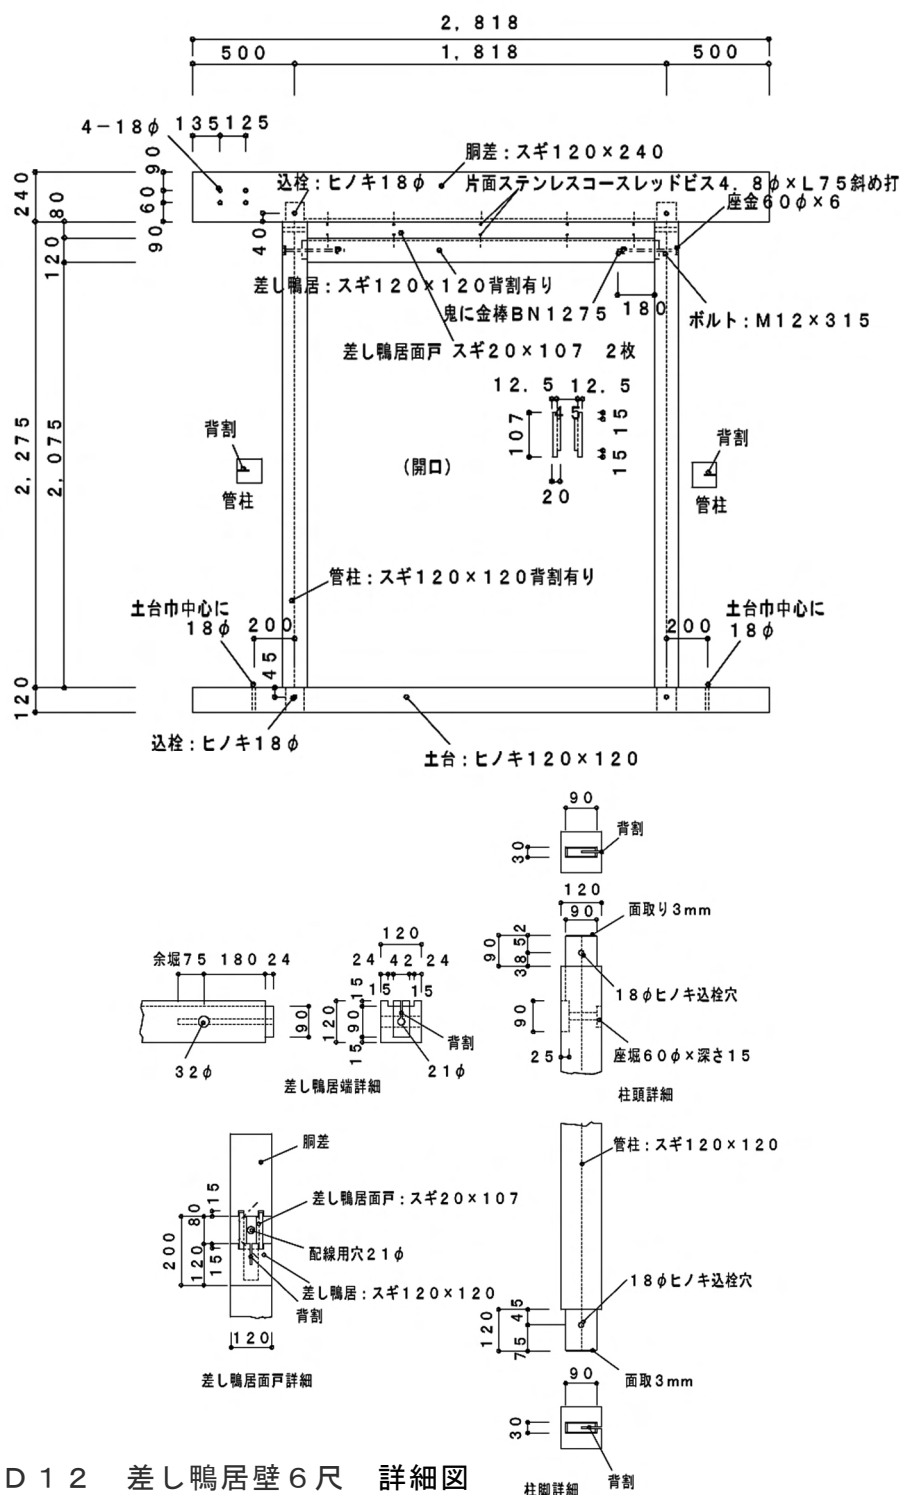 2,818
500 1,818 500
4－18φ 135 125
胴差：スギ120×240
90
60
90
240
80
120
込栓：ヒノキ18φ
片面ステンレスコースレッドビス4．8φ×L75斜め打
座金60φ×6
40
差し鴨居：スギ120×120背割有り
鬼に金棒BN1275
180
ボルト：M12×315
差し鴨居面戸 スギ20×107 2枚
12．5 12．5
45
107
15
15
20
2,275
2,075
背割
管柱
（開口）
背割
管柱
管柱：スギ120×120背割有り
土台巾中心に
18φ
200
45
土台巾中心に
18φ
200
120
込栓：ヒノキ18φ
土台：ヒノキ120×120
90
背割
30
120
90
面取り3mm
90
2
5
38
18φヒノキ込栓穴
90
25
座堀60φ×深さ15
柱頭詳細
余堀75 180 24
90
32φ
120
24 42 24
15 15
15
120
90
15
背割
21φ
差し鴨居端詳細
胴差
15
差し鴨居面戸：スギ20×107
80
200
120
15
配線用穴21φ
差し鴨居：スギ120×120
背割
120
差し鴨居面戸詳細
管柱：スギ120×120
18φヒノキ込栓穴
45
120
75
90
面取3mm
30
背割
柱脚詳細
D12 差し鴨居壁6尺 詳細図